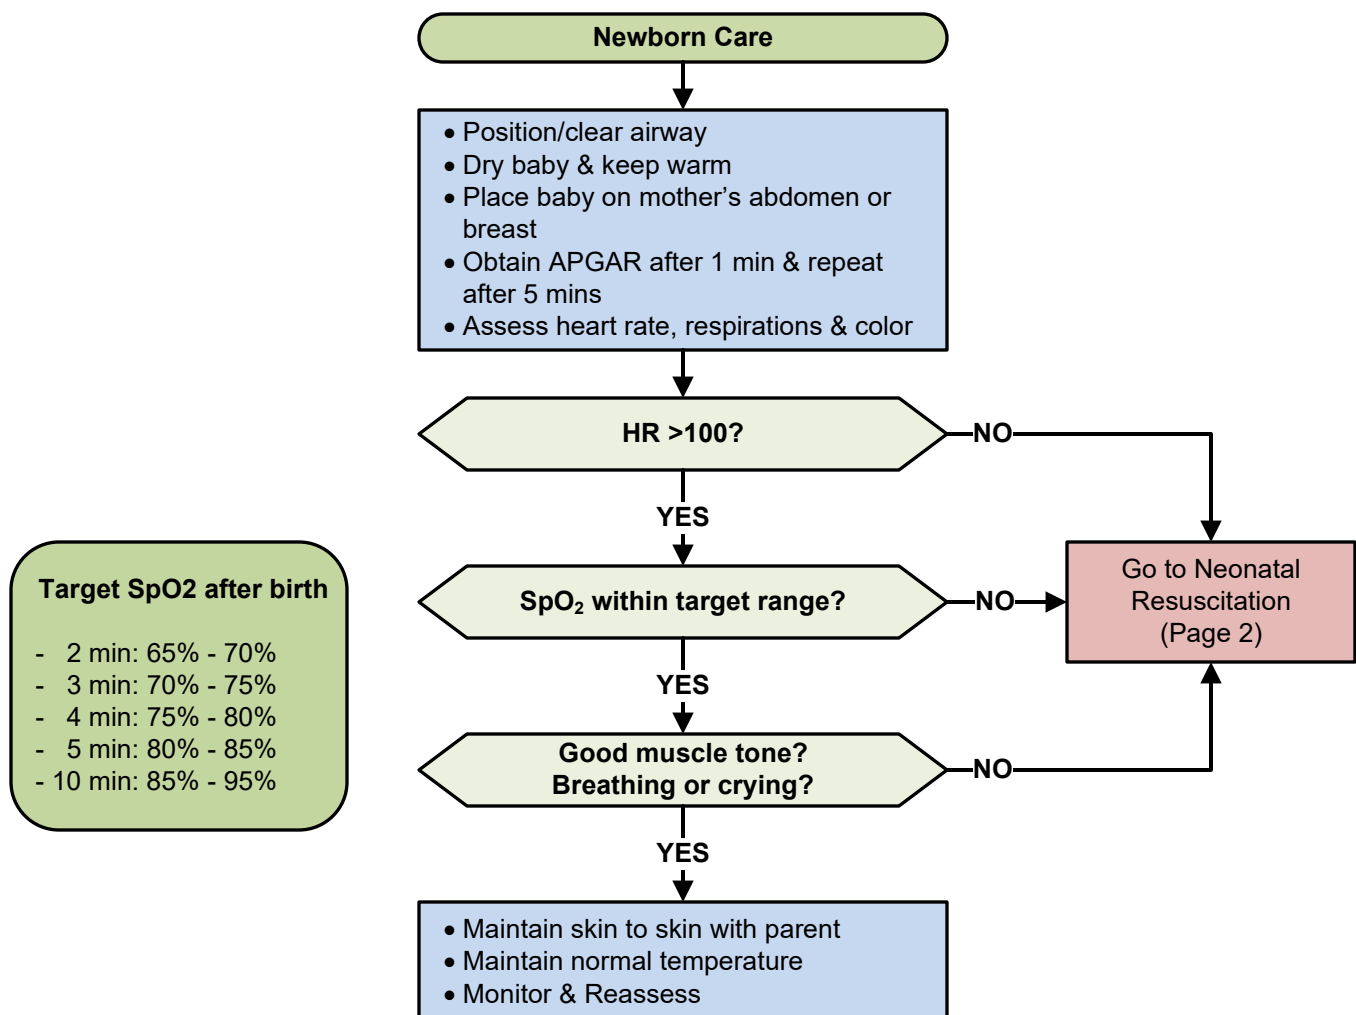 Newborn Care
• Position/clear airway
• Dry baby & keep warm
• Place baby on mother’s abdomen or
breast
• Obtain APGAR after 1 min & repeat
after 5 mins
• Assess heart rate, respirations & color
HR >100?
NO
YES
Target SpO2 after birth
- 2 min: 65% - 70%
- 3 min: 70% - 75%
- 4 min: 75% - 80%
- 5 min: 80% - 85%
- 10 min: 85% - 95%
SpO₂ within target range?
NO
Go to Neonatal
Resuscitation
(Page 2)
YES
Good muscle tone?
Breathing or crying?
NO
YES
• Maintain skin to skin with parent
• Maintain normal temperature
• Monitor & Reassess